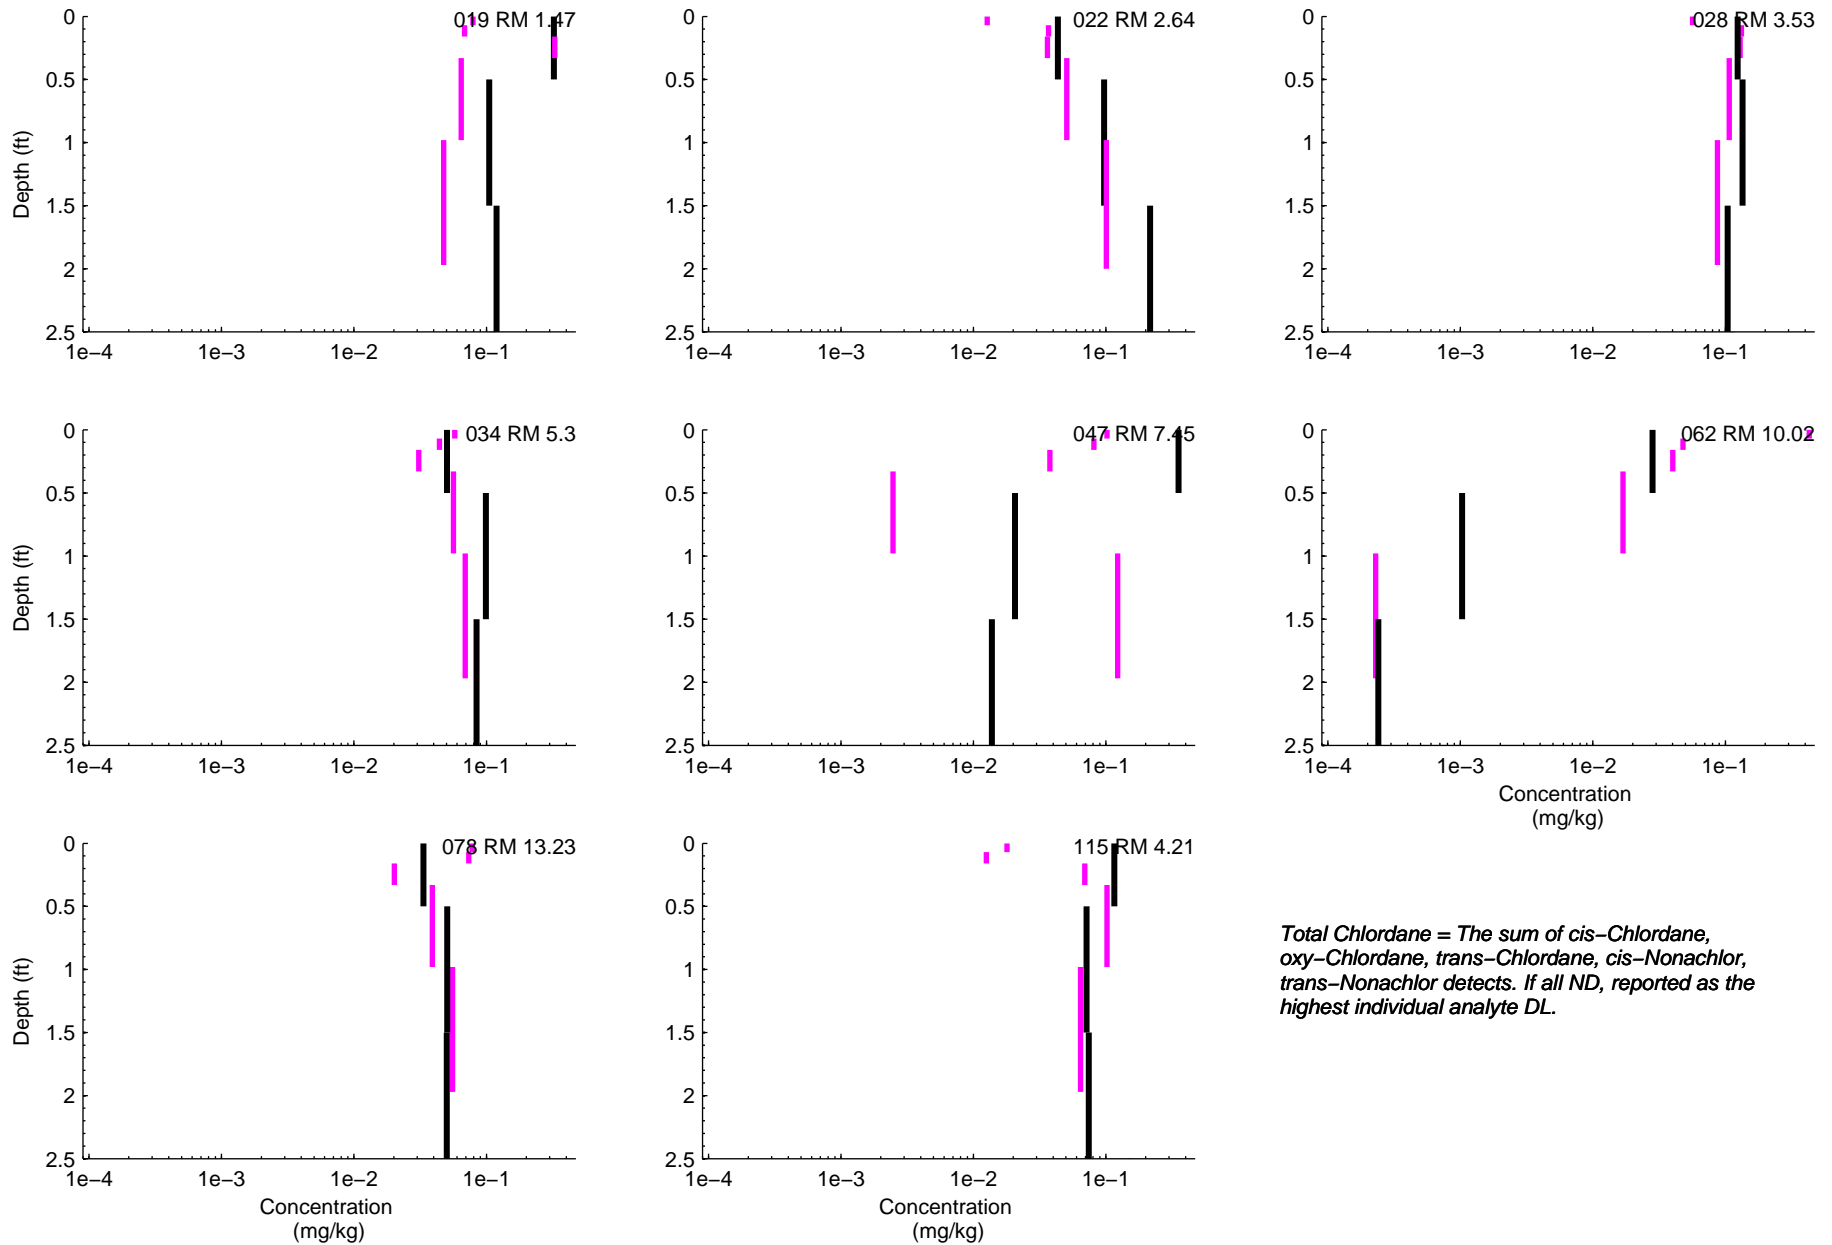 019 RM 1.47
0
0.5
1
1.5
2
2.5
Depth (ft)
1e−4 1e−3 1e−2 1e−1
022 RM 2.64
0
0.5
1
1.5
2
2.5
1e−4 1e−3 1e−2 1e−1
028 RM 3.53
0
0.5
1
1.5
2
2.5
1e−4 1e−3 1e−2 1e−1
034 RM 5.3
0
0.5
1
1.5
2
2.5
Depth (ft)
1e−4 1e−3 1e−2 1e−1
047 RM 7.45
0
0.5
1
1.5
2
2.5
1e−4 1e−3 1e−2 1e−1
062 RM 10.02
0
0.5
1
1.5
2
2.5
1e−4 1e−3 1e−2 1e−1
Concentration
(mg/kg)
078 RM 13.23
0
0.5
1
1.5
2
2.5
Depth (ft)
1e−4 1e−3 1e−2 1e−1
Concentration
(mg/kg)
115 RM 4.21
0
0.5
1
1.5
2
2.5
1e−4 1e−3 1e−2 1e−1
Concentration
(mg/kg)
Total Chlordane = The sum of cis−Chlordane,
oxy−Chlordane, trans−Chlordane, cis−Nonachlor,
trans−Nonachlor detects. If all ND, reported as the
highest individual analyte DL.